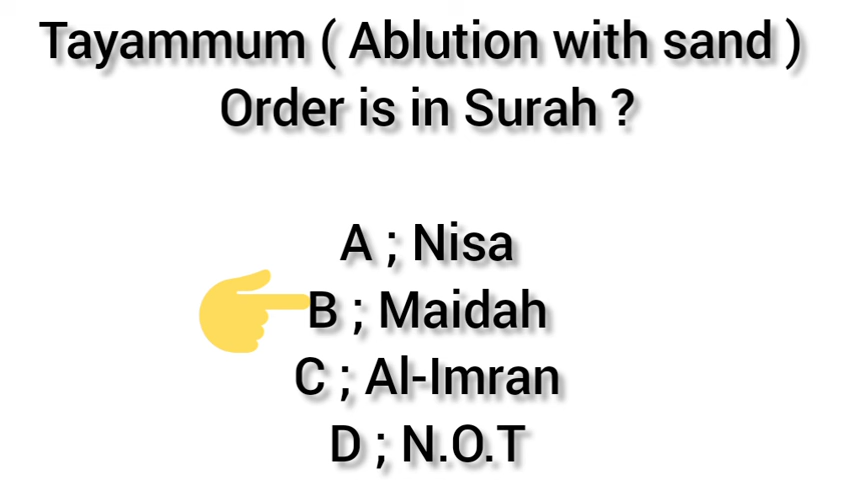 Tayammum ( Ablution with sand )
Order is in Surah ?
A ; Nisa
B ; Maidah
C ; Al-Imran
D ; N.O.T